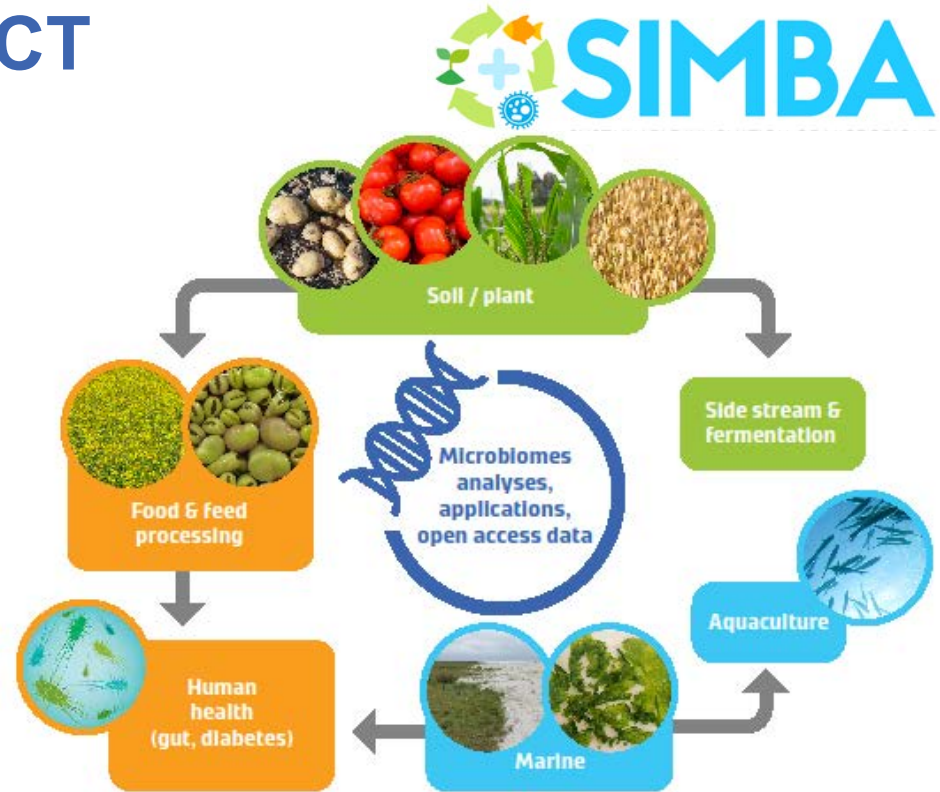 CT
SIMBA
Soil / plant
Side stream &
fermentation
Microbiomes
analyses,
applications,
open access data
Food & feed
processing
Aquaculture
Human
health
(gut, diabetes)
Marine